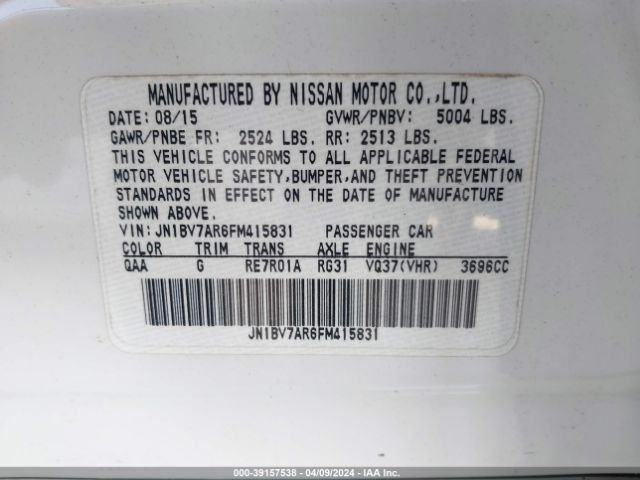 MANUFACTURED BY NISSAN MOTOR CO.,LTD.
DATE: 08/15 GVWR/PNBV: 5004 LBS.
GAWR/PNBE FR: 2524 LBS. RR: 2513 LBS.
THIS VEHICLE CONFORMS TO ALL APPLICABLE FEDERAL
MOTOR VEHICLE SAFETY,BUMPER,AND THEFT PREVENTION
STANDARDS IN EFFECT ON THE DATE OF MANUFACTURE
SHOWN ABOVE.
VIN:JN1BV7AR6FM415831 PASSENGER CAR
COLOR TRIM TRANS AXLE ENGINE
QAA G RE7R01A RG31 VQ37(VHR) 3696CC
JN1BV7AR6FM415831
000-39157538 - 04/09/2024 - IAA Inc.